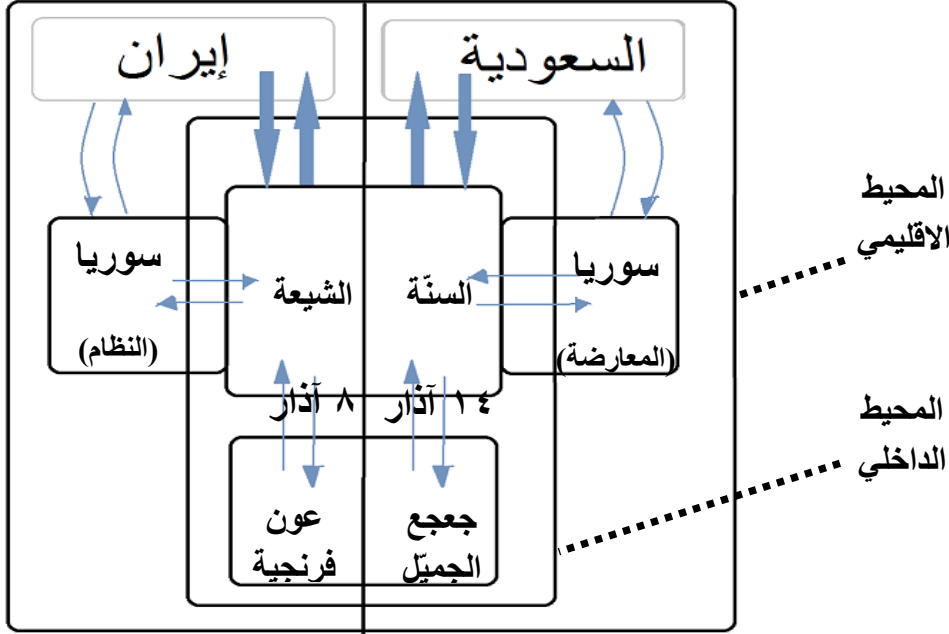 إيران
السعودية
المحيط
الاقليمي
سوريا
(النظام)
الشيعة
السنّة
سوريا
(المعارضة)
٨ آذار
١٤ آذار
المحيط
الداخلي
عون
فرنجية
جعجع
الجميّل